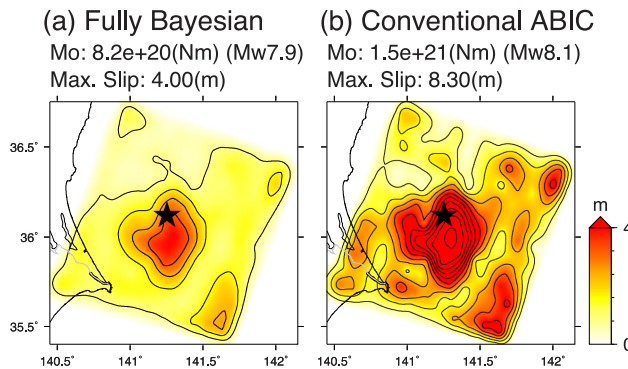 (a) Fully Bayesian
Mo: 8.2e+20(Nm) (Mw7.9)
Max. Slip: 4.00(m)
(b) Conventional ABIC
Mo: 1.5e+21(Nm) (Mw8.1)
Max. Slip: 8.30(m)
36.5˚
36˚
35.5˚
140.5˚ 141˚ 141.5˚ 142˚
140.5˚ 141˚ 141.5˚ 142˚
m
4
0